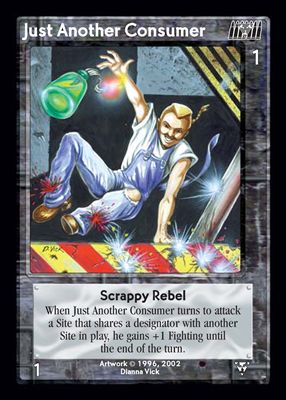 Just Another Consumer
1
D. Vick
Scrappy Rebel
When Just Another Consumer turns to attack
a Site that shares a designator with another
Site in play, he gains +1 Fighting until
the end of the turn.
1
Artwork © 1996, 2002
Dianna Vick